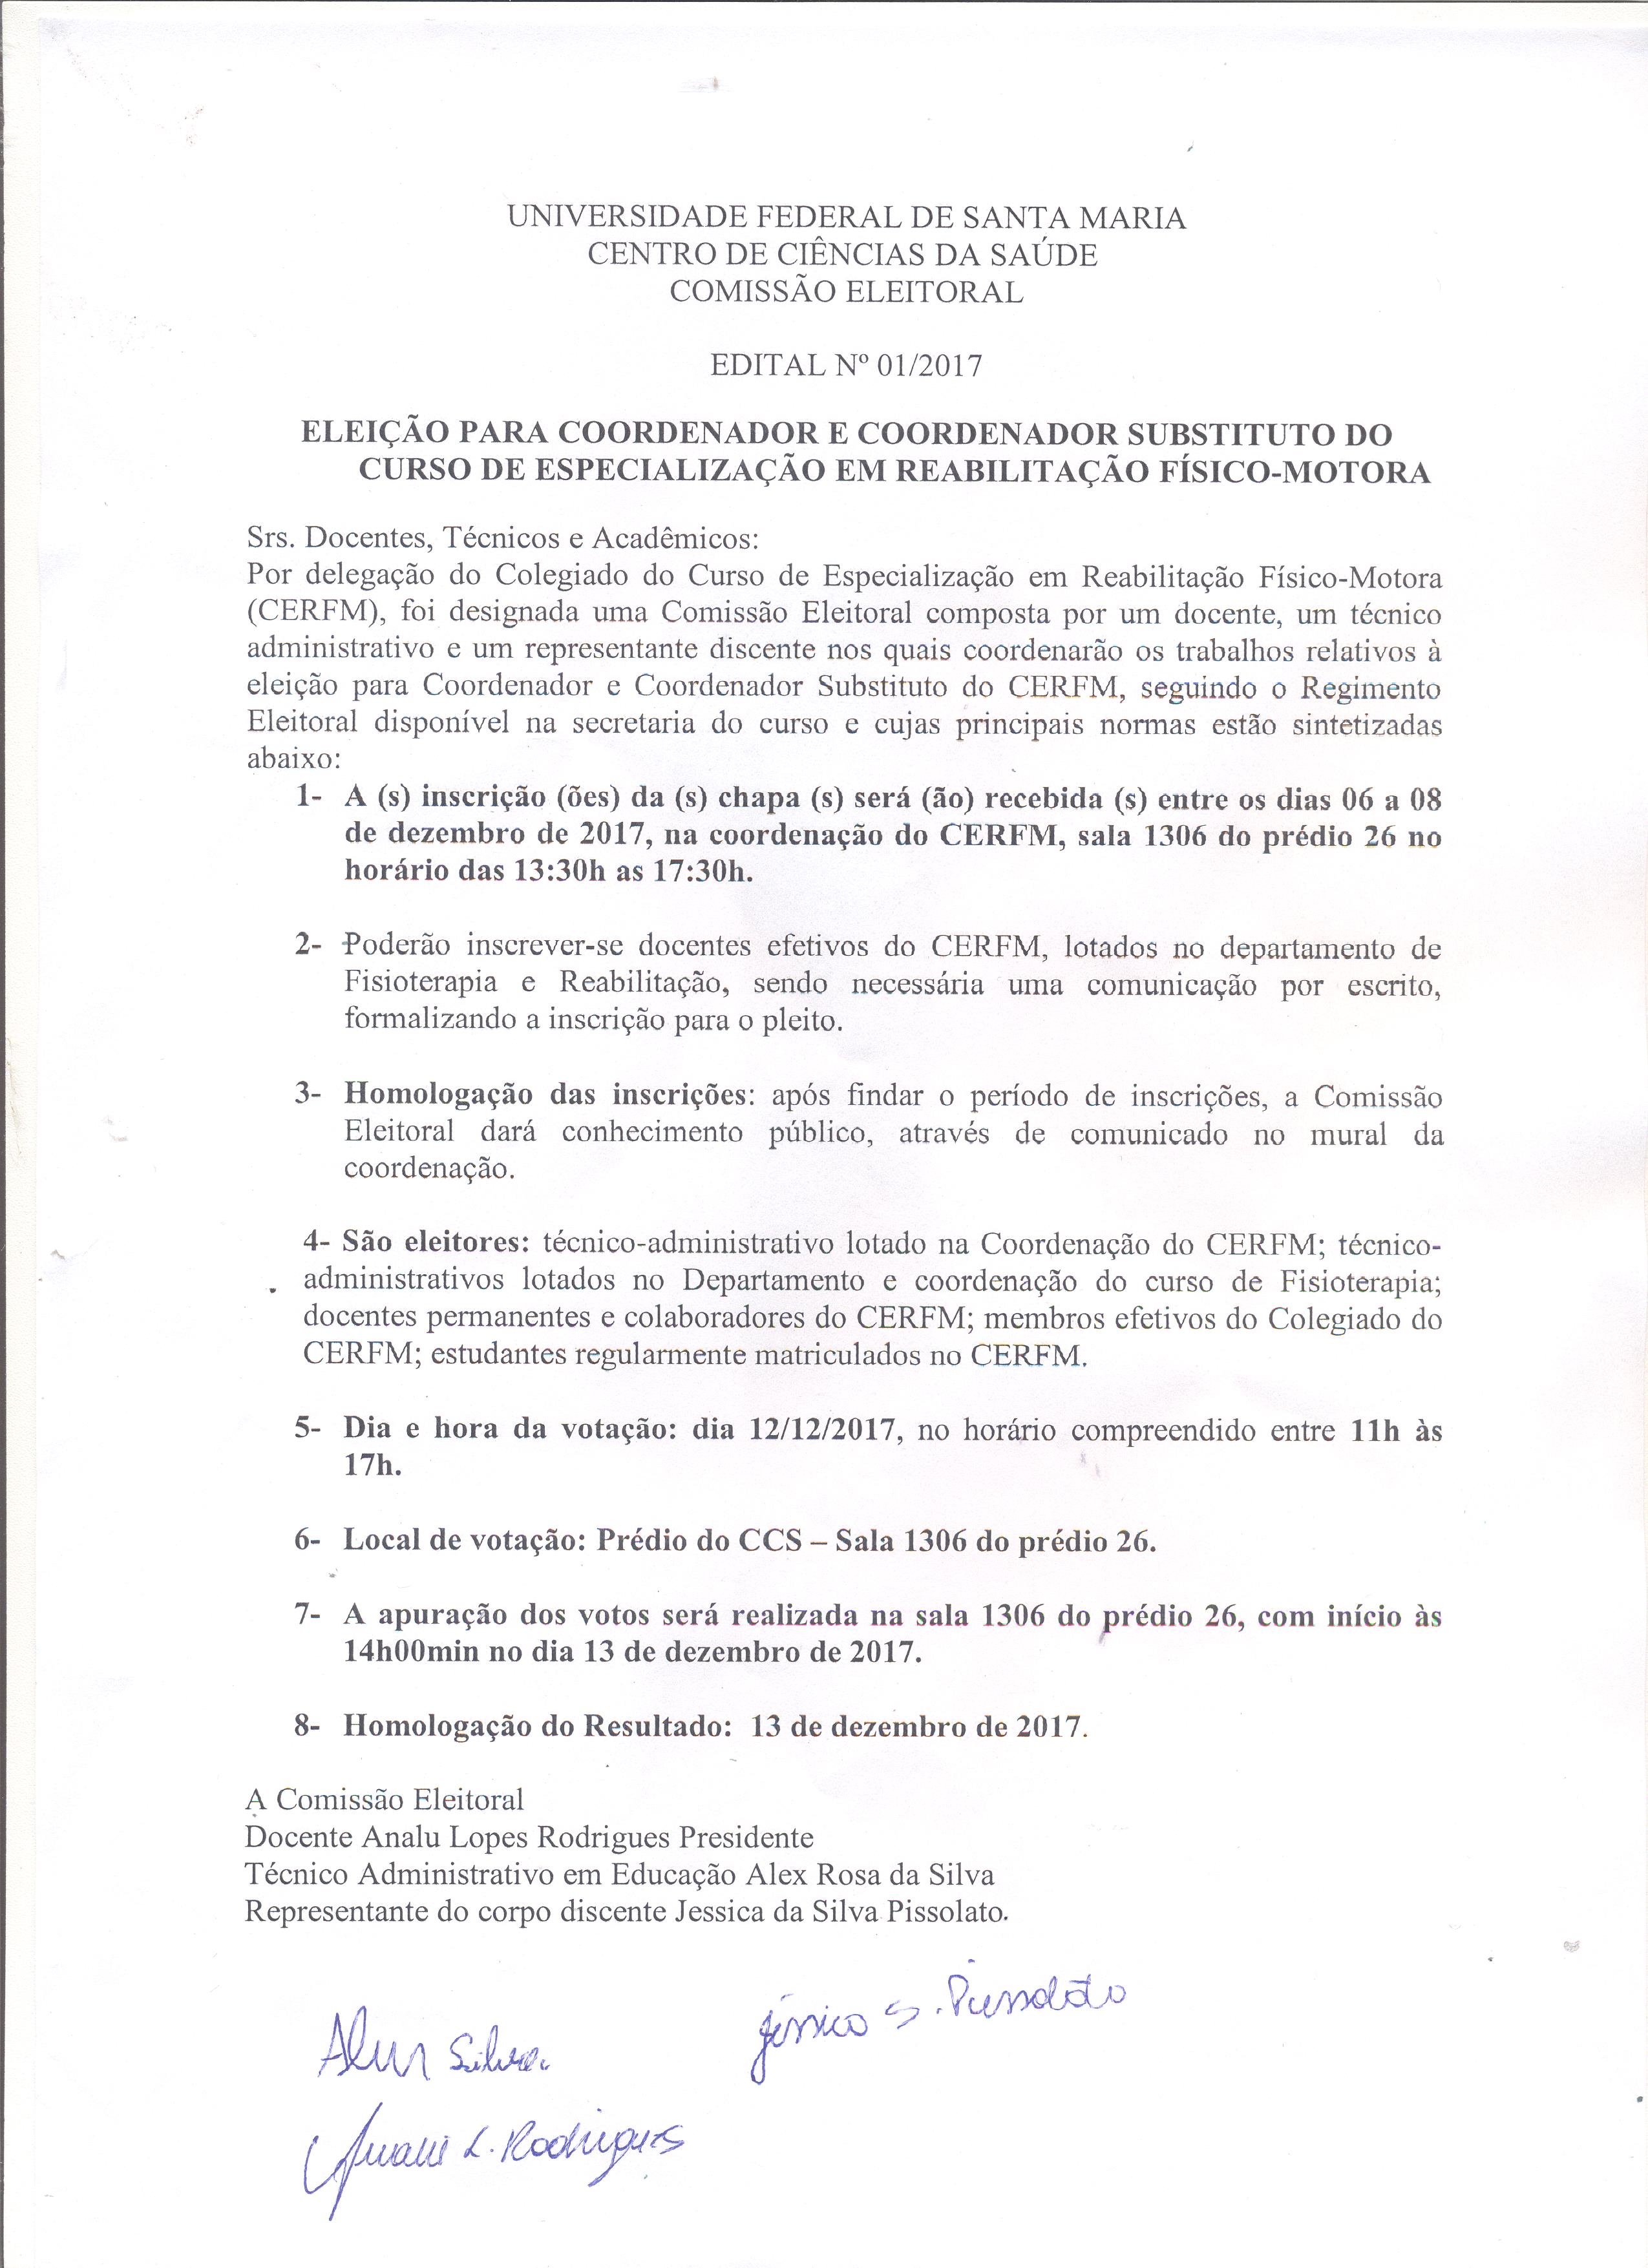 UNIVERSIDADE FEDERAL DE SANTA MARIA
CENTRO DE CIÊNCIAS DA SAÚDE
COMISSÃO ELEITORAL
EDITAL Nº 01/2017
ELEIÇÃO PARA COORDENADOR E COORDENADOR SUBSTITUTO DO
CURSO DE ESPECIALIZAÇÃO EM REABILITAÇÃO FÍSICO-MOTORA
Srs. Docentes, Técnicos e Acadêmicos:
Por delegação do Colegiado do Curso de Especialização em Reabilitação Físico-Motora
(CERFM), foi designada uma Comissão Eleitoral composta por um docente, um técnico
administrativo e um representante discente nos quais coordenarão os trabalhos relativos à
eleição para Coordenador e Coordenador Substituto do CERFM, seguindo o Regimento
Eleitoral disponível na secretaria do curso e cujas principais normas estão sintetizadas
abaixo:
1- A (s) inscrição (ões) da (s) chapa (s) será (ão) recebida (s) entre os dias 06 a 08
de dezembro de 2017, na coordenação do CERFM, sala 1306 do prédio 26 no
horário das 13:30h as 17:30h.
2- Poderão inscrever-se docentes efetivos do CERFM, lotados no departamento de
Fisioterapia e Reabilitação, sendo necessária uma comunicação por escrito,
formalizando a inscrição para o pleito.
3- Homologação das inscrições: após findar o período de inscrições, a Comissão
Eleitoral dará conhecimento público, através de comunicado no mural da
coordenação.
4- São eleitores: técnico-administrativo lotado na Coordenação do CERFM; técnico-
administrativos lotados no Departamento e coordenação do curso de Fisioterapia;
docentes permanentes e colaboradores do CERFM; membros efetivos do Colegiado do
CERFM; estudantes regularmente matriculados no CERFM.
5- Dia e hora da votação: dia 12/12/2017, no horário compreendido entre 11h às
17h.
6- Local de votação: Prédio do CCS – Sala 1306 do prédio 26.
7- A apuração dos votos será realizada na sala 1306 do prédio 26, com início às
14h00min no dia 13 de dezembro de 2017.
8- Homologação do Resultado: 13 de dezembro de 2017.
A Comissão Eleitoral
Docente Analu Lopes Rodrigues Presidente
Técnico Administrativo em Educação Alex Rosa da Silva
Representante do corpo discente Jessica da Silva Pissolato.
Jéssica S. Pissolato
Alex Silva
Analu L. Rodrigues